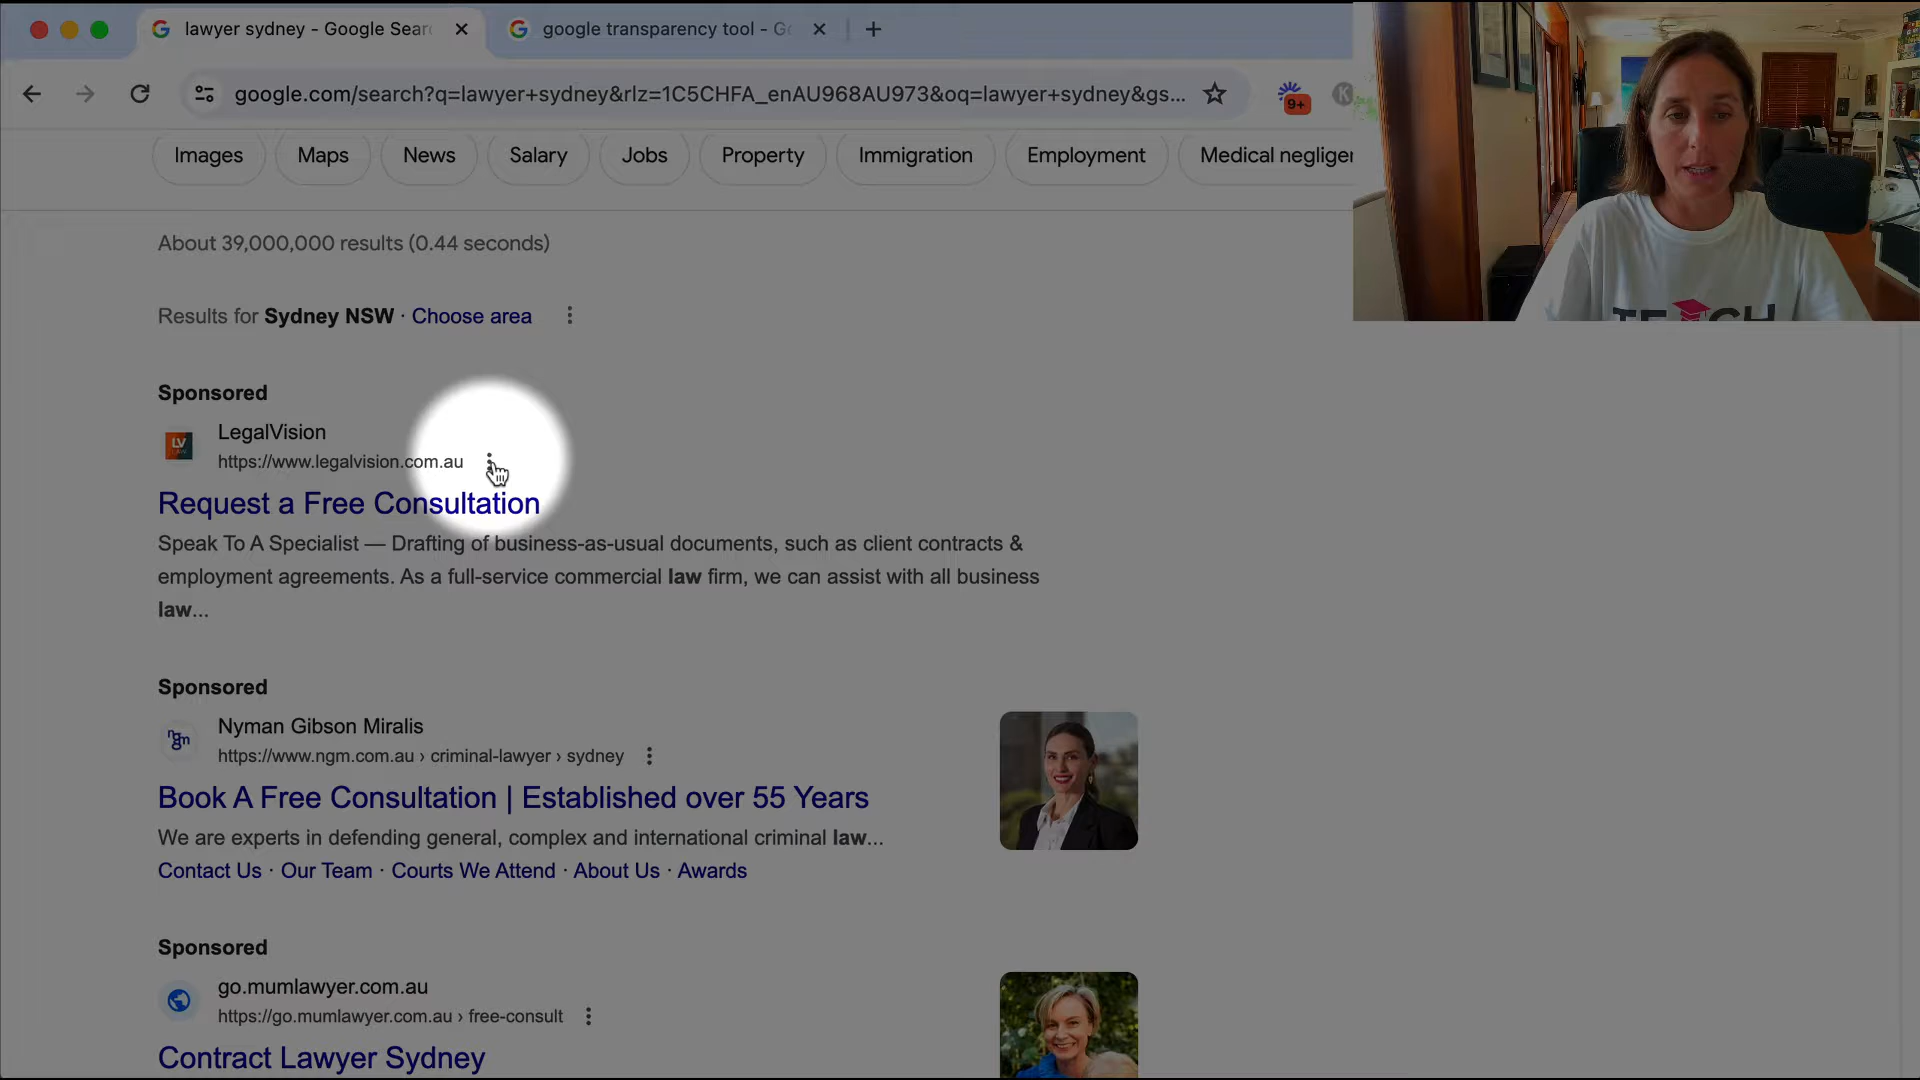 lawyer sydney - Google Sear
google transparency tool - G
google.com/search?q=lawyer+sydney&rlz=1C5CHFA_enAU968AU973&oq=lawyer+sydney&gs...
9+
K
Images
Maps
News
Salary
Jobs
Property
Immigration
Employment
Medical negliger
About 39,000,000 results (0.44 seconds)
Results for Sydney NSW · Choose area
Sponsored
LV
LAW
LegalVision
https://www.legalvision.com.au
Request a Free Consultation
Speak To A Specialist — Drafting of business-as-usual documents, such as client contracts &
employment agreements. As a full-service commercial law firm, we can assist with all business
law...
Sponsored
ngm
Nyman Gibson Miralis
https://www.ngm.com.au › criminal-lawyer › sydney
Book A Free Consultation | Established over 55 Years
We are experts in defending general, complex and international criminal law...
Contact Us · Our Team · Courts We Attend · About Us · Awards
Sponsored
go.mumlawyer.com.au
https://go.mumlawyer.com.au › free-consult
Contract Lawyer Sydney